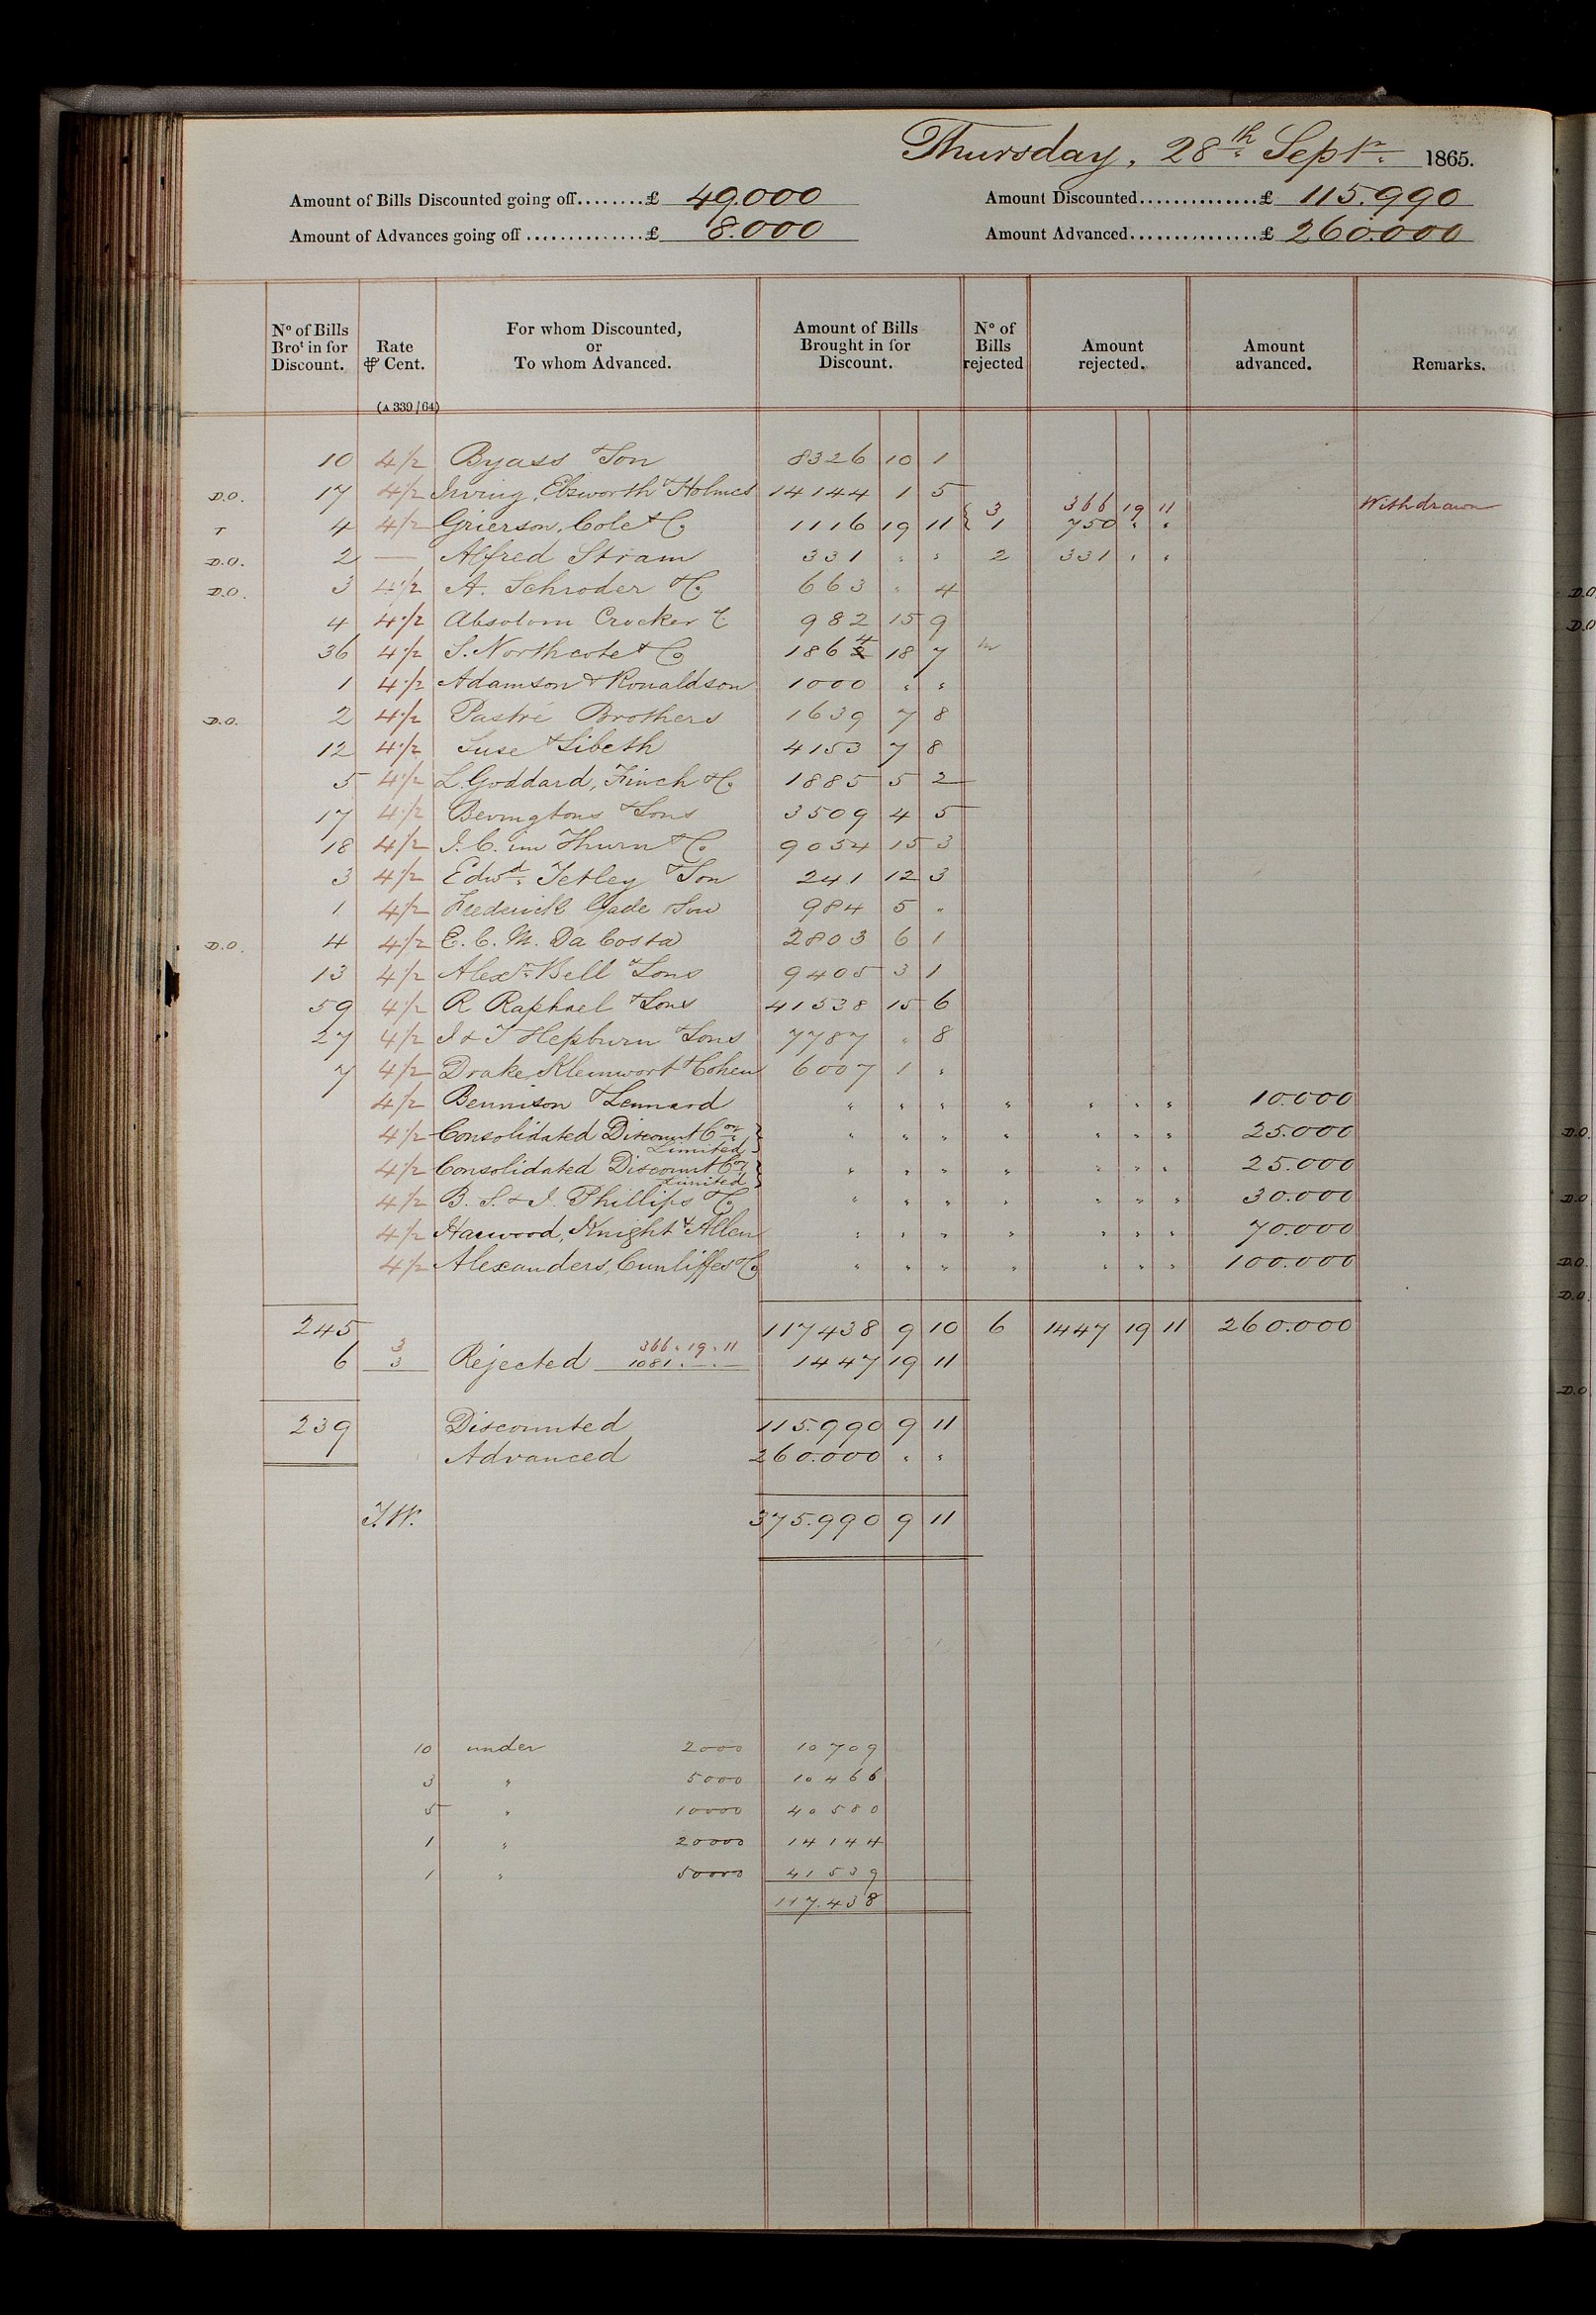 Thursday, 28th Septr. 1865.
Amount of Bills Discounted going off........£ 49.000 Amount Discounted..............£ 115.990
Amount of Advances going off..............£ 8.000 Amount Advanced...............£ 260.000
No of Bills Brot in for Discount. Rate ⅌ Cent. (A 339/64) For whom Discounted, or To whom Advanced. Amount of Bills Brought in for Discount. No of Bills rejected Amount rejected. Amount advanced. Remarks.
10 4½ Byass & Son 8326 10 1
D.O. 17 4½ Irving, Ebsworth & Holmes 14144 1 5
3 366 19 11 Withdrawn
T 4 4½ Grierson, Cole & Co 1116 19 11 { 1 750 " "
D.O. 2 — Alfred Stram 331 " " 2 331 " "
D.O. 3 4½ A. Schroder & Co 663 " 4
4 4½ Absolom Crocker & C 982 15 9
36 4½ S. Northcote & Co 1864 18 7
1 4½ Adamson & Ronaldson 1000 " "
D.O. 2 4½ Pastré Brothers 1639 7 8
12 4½ Suse & Sibeth 4153 7 8
5 4½ L. Goddard, Finch & Co 1885 5 2
17 4½ Bevingtons & Sons 3509 4 5
18 4½ J. C. im Thurn & Co 9054 15 3
3 4½ Edwd. Tetley & Son 241 12 3
1 4½ Frederick Gade & Son 984 5 "
D.O. 4 4½ E. C. M. Da Costa 2803 6 1
13 4½ Alexr. Bell & Sons 9405 3 1
59 4½ R Raphael & Sons 41538 15 6
27 4½ J & T Hepburn & Sons 7787 " 8
7 4½ Drake Kleinwort & Cohen 6007 1 "
4½ Bennison & Lennard " " " " " " " 10.000
4½ Consolidated Discount Con. " " " " " " " 25.000
Limited }
4½ Consolidated Discount Con. " " " " " " " 25.000
Limited }
4½ B. S. & J. Phillips & Co " " " " " " " 30.000
4½ Harwood, Knight & Allen " " " " " " " 70.000
4½ Alexanders, Cunliffes & Co " " " " " " " 100.000
245 117438 9 10 6 1447 19 11 260.000
3 366 " 19 " 11
6 3 Rejected 1081 " — " — 1447 19 11
239 Discounted 115.990 9 11
Advanced 260.000 " "
J.W. 375.990 9 11
10 under 2000 10709
3 " 5000 10466
5 " 10000 40580
1 " 20000 14144
1 " 50000 41539
117.438
D.O.
D.O.
D.O.
D.O.
D.O.
D.O.
D.O.